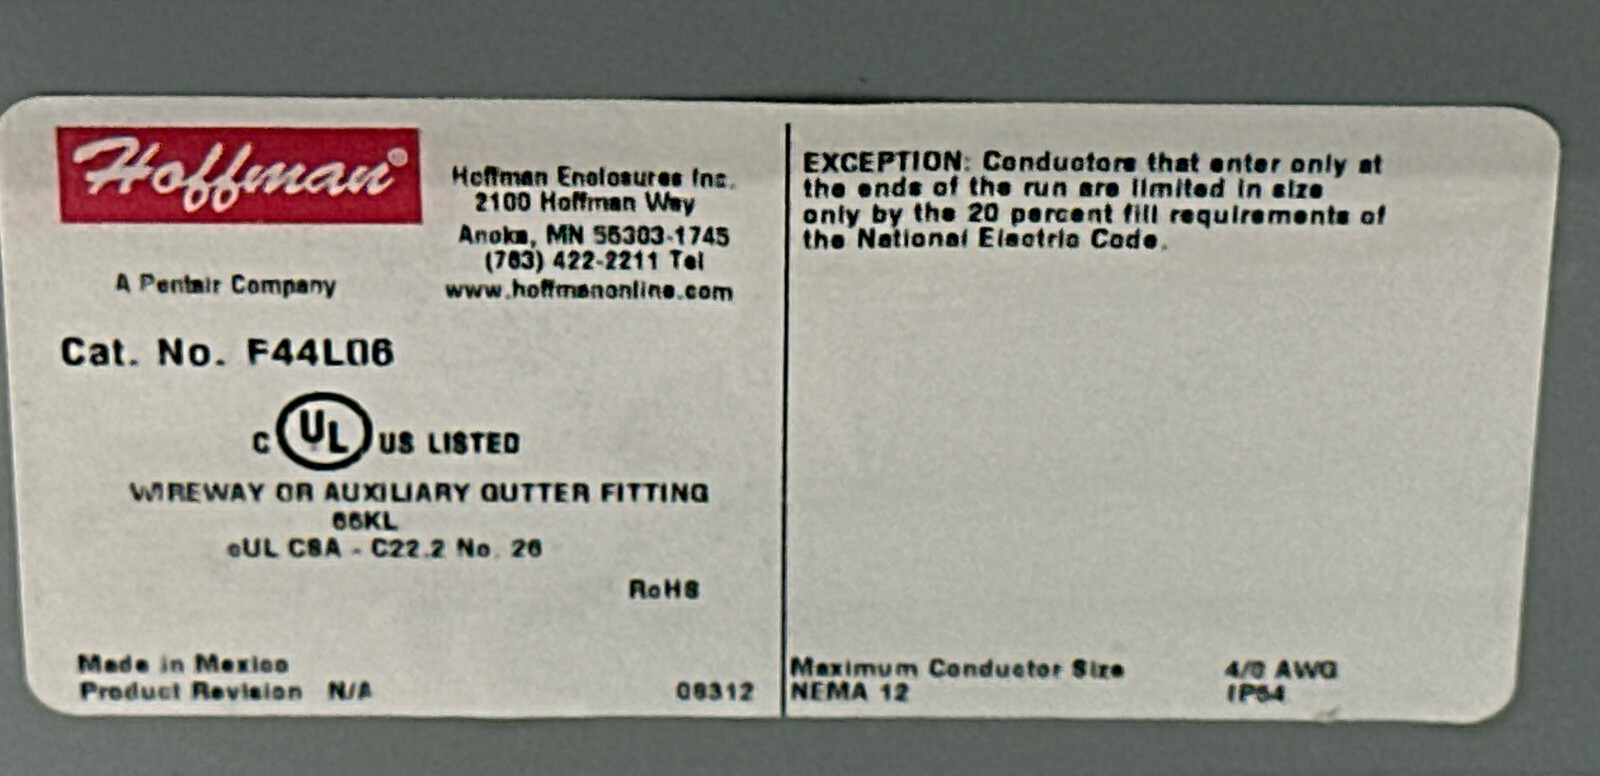 Hoffman®
A Pentair Company
Hoffman Enclosures Inc.
2100 Hoffman Way
Anoka, MN 55303-1745
(763) 422-2211 Tel
www.hoffmanonline.com
Cat. No. F44L06
C UL US LISTED
WIREWAY OR AUXILIARY GUTTER FITTING
66KL
cUL CSA - C22.2 No. 26
RoHS
Made in Mexico
Product Revision N/A
08312
EXCEPTION: Conductors that enter only at
the ends of the run are limited in size
only by the 20 percent fill requirements of
the National Electric Code.
Maximum Conductor Size 4/0 AWG
NEMA 12 IP54